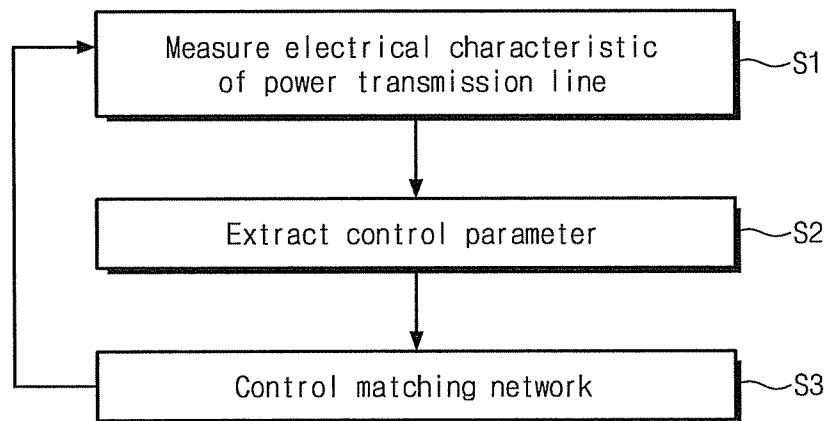 Measure electrical characteristic
of power transmission line
S1
Extract control parameter
S2
Control matching network
S3